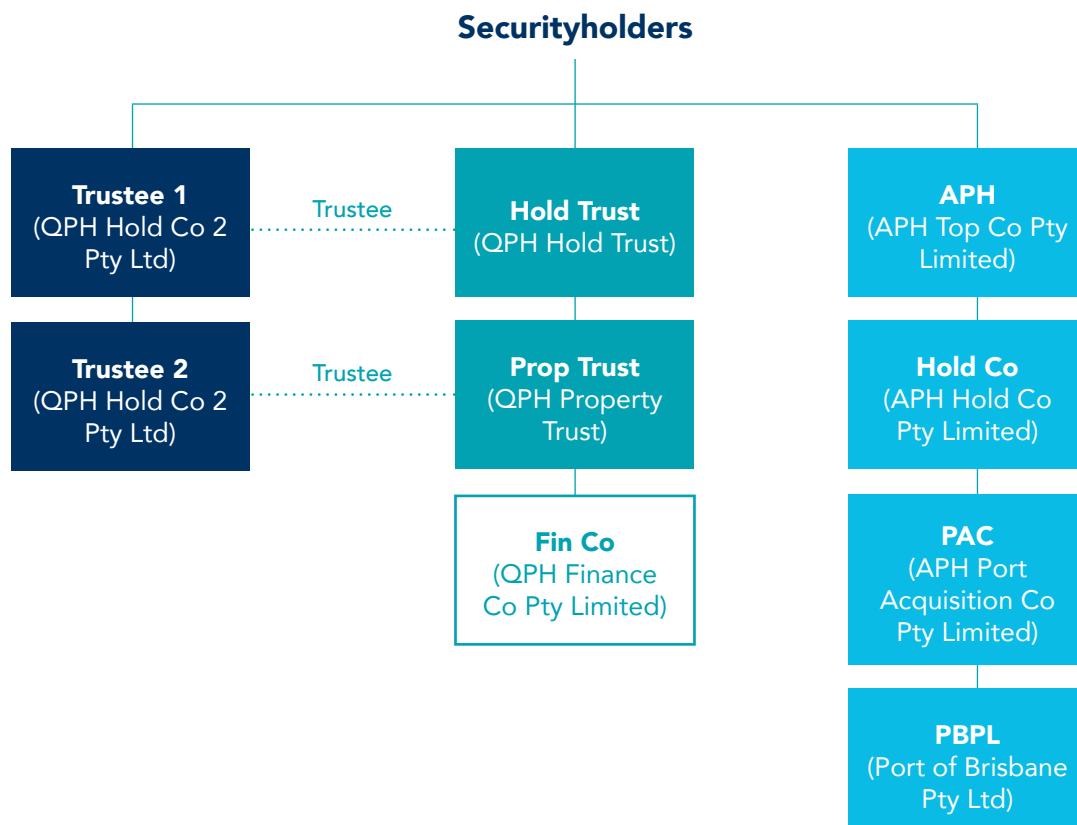 Securityholders
Trustee 1
(QPH Hold Co 2
Pty Ltd)
Trustee
Hold Trust
(QPH Hold Trust)
APH
(APH Top Co Pty
Limited)
Trustee 2
(QPH Hold Co 2
Pty Ltd)
Trustee
Prop Trust
(QPH Property
Trust)
Hold Co
(APH Hold Co
Pty Limited)
Fin Co
(QPH Finance
Co Pty Limited)
PAC
(APH Port
Acquisition Co
Pty Limited)
PBPL
(Port of Brisbane
Pty Ltd)